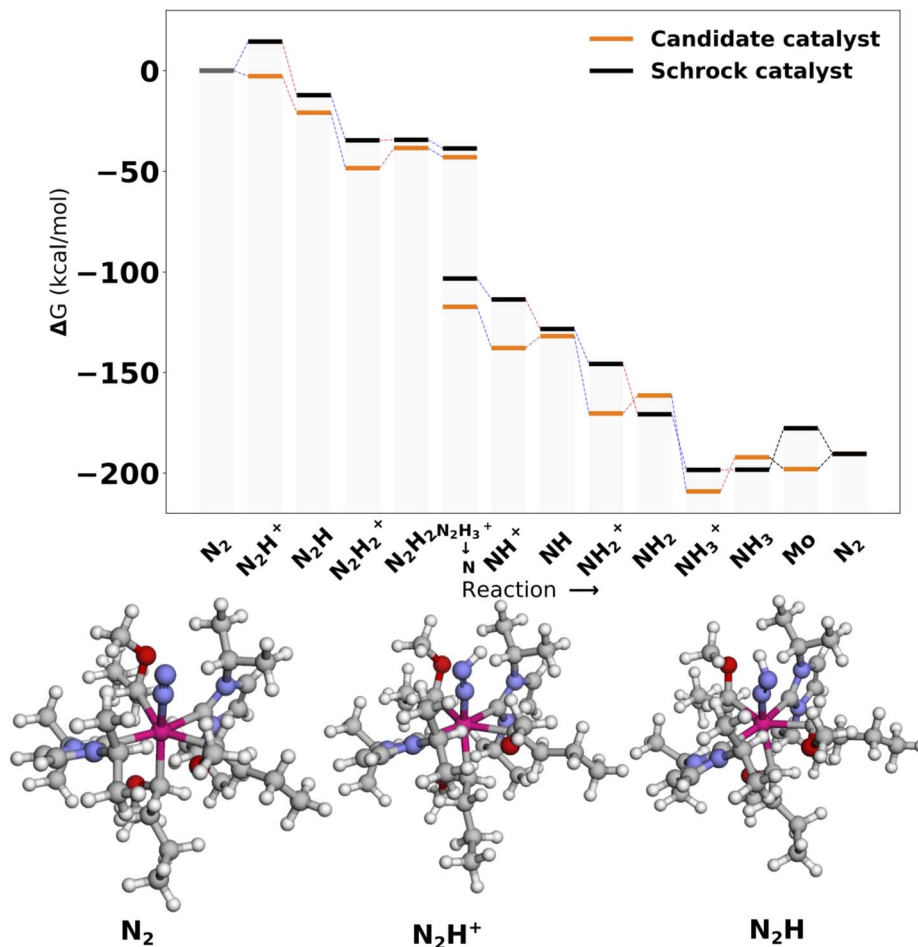 Candidate catalyst
Schrock catalyst
ΔG (kcal/mol)
0
−50
−100
−150
−200
N₂
N₂H⁺
N₂H
N₂H₂⁺
N₂H₂
N₂H₃⁺
↓
N
NH⁺
NH
NH₂⁺
NH₂
NH₃⁺
NH₃
Mo
N₂
Reaction →
N₂
N₂H⁺
N₂H